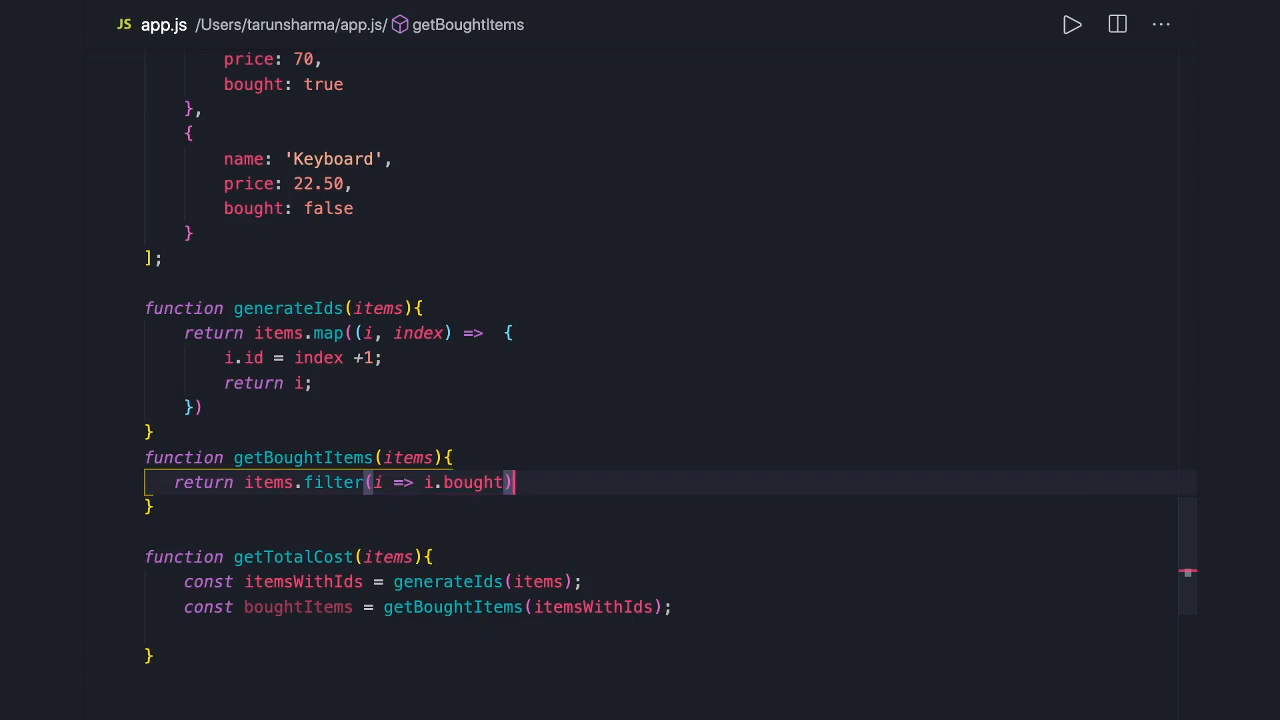 JS app.js /Users/tarunsharma/app.js/ getBoughtItems
price: 70,
bought: true
},
{
name: 'Keyboard',
price: 22.50,
bought: false
}
];
function generateIds(items){
return items.map((i, index) =>  {
i.id = index +1;
return i;
})
}
function getBoughtItems(items){
return items.filter(i => i.bought)
}
function getTotalCost(items){
const itemsWithIds = generateIds(items);
const boughtItems = getBoughtItems(itemsWithIds);
}